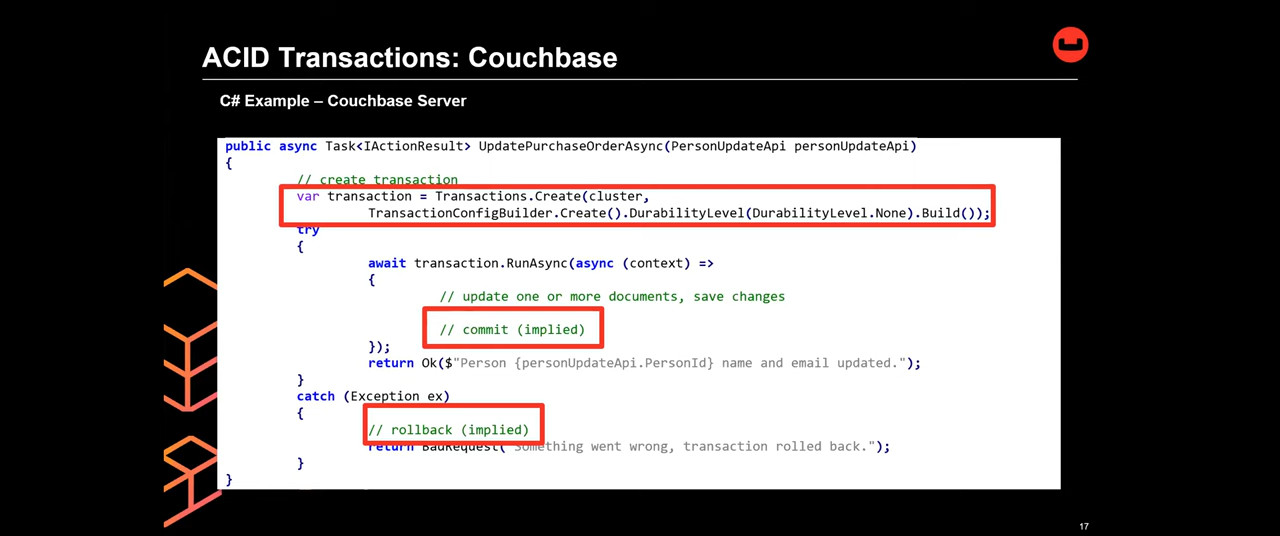 ACID Transactions: Couchbase
C# Example – Couchbase Server
public async Task<IActionResult> UpdatePurchaseOrderAsync(PersonUpdateApi personUpdateApi)
{
// create transaction
var transaction = Transactions.Create(cluster,
TransactionConfigBuilder.Create().DurabilityLevel(DurabilityLevel.None).Build());
try
{
await transaction.RunAsync(async (context) =>
{
// update one or more documents, save changes
// commit (implied)
});
return Ok($"Person {personUpdateApi.PersonId} name and email updated.");
}
catch (Exception ex)
{
// rollback (implied)
return BadRequest("Something went wrong, transaction rolled back.");
}
}
17